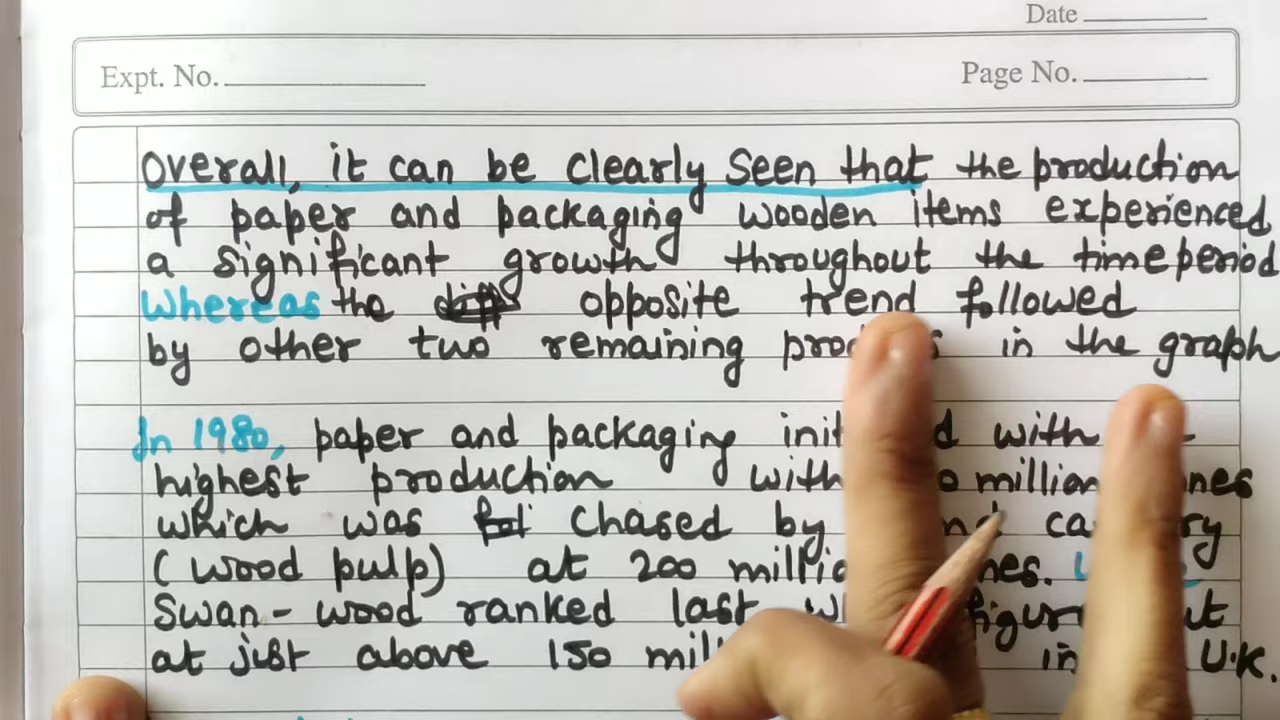 Date
Expt. No.
Page No.
Overall, it can be clearly seen that the production
of paper and packaging wooden items experienced
a significant growth throughout the timeperiod
Whereas the opposite trend followed
by other two remaining in the graph
In 1980, paper and packaging with
highest production million
which was chased by
(wood pulp) at 200
Swan-wood ranked last
at just above 150 in U.K.